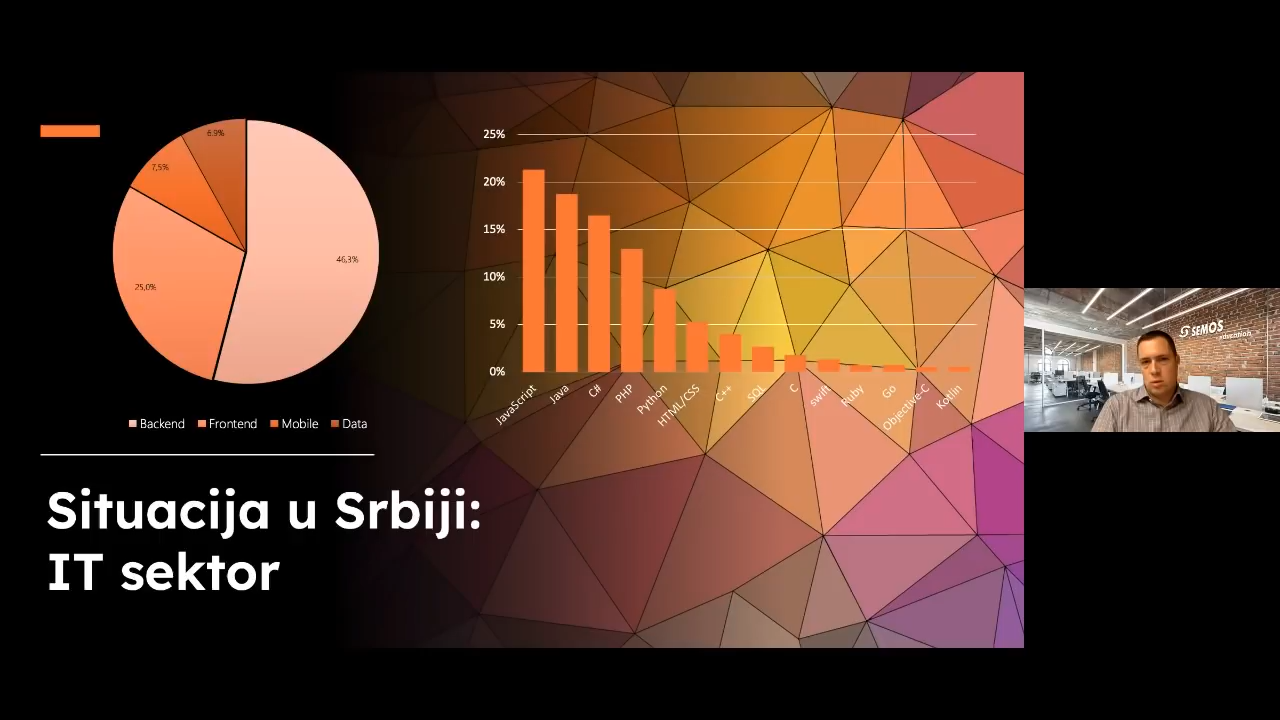 6.9%
7,5%
46,3%
25,0%
Backend Frontend Mobile Data
Situacija u Srbiji:
IT sektor
25%
20%
15%
10%
5%
0%
JavaScript
Java
C#
PHP
Python
HTML/CSS
C++
SQL
C
swift
Ruby
Go
Objective-C
Kotlin
SEMOS
education